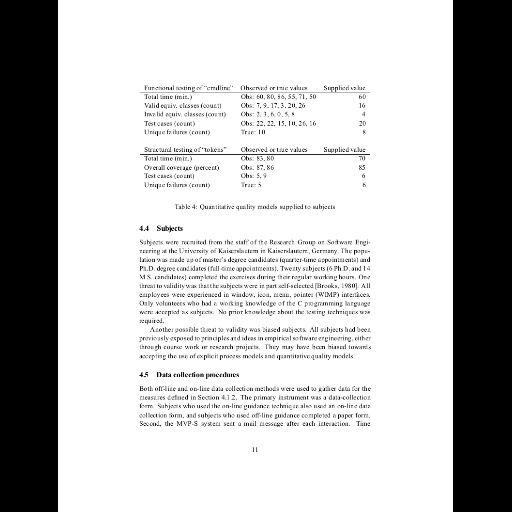 Functional testing of "cmdline" Observed or true values Supplied value
Total time (min.) Obs: 60, 80, 86, 55, 71, 50 60
Valid equiv. classes (count) Obs: 7, 9, 17, 3, 20, 26 16
Invalid equiv. classes (count) Obs: 2, 3, 6, 0, 5, 8 4
Test cases (count) Obs: 22, 22, 15, 10, 26, 16 20
Unique failures (count) True: 10 8
Structural testing of "tokens" Observed or true values Supplied value
Total time (min.) Obs: 83, 80 70
Overall coverage (percent) Obs: 87, 86 85
Test cases (count) Obs: 5, 9 6
Unique failures (count) True: 5 6
Table 4: Quantitative quality models supplied to subjects
4.4 Subjects
Subjects were recruited from the staff of the Research Group on Software Engi-
neering at the University of Kaiserslautern in Kaiserslautern, Germany. The popu-
lation was made up of master's degree candidates (quarter-time appointments) and
Ph.D. degree candidates (full-time appointments). Twenty subjects (6 Ph.D. and 14
M.S. candidates) completed the exercises during their regular working hours. One
threat to validity was that the subjects were in part self-selected [Brooks, 1980]. All
employees were experienced in window, icon, menu, pointer (WIMP) interfaces.
Only volunteers who had a working knowledge of the C programming language
were accepted as subjects. No prior knowledge about the testing techniques was
required.
Another possible threat to validity was biased subjects. All subjects had been
previously exposed to principles and ideas in empirical software engineering, either
through course work or research projects. They may have been biased towards
accepting the use of explicit process models and quantitative quality models.
4.5 Data collection procedures
Both off-line and on-line data collection methods were used to gather data for the
measures defined in Section 4.1.2. The primary instrument was a data-collection
form. Subjects who used the on-line guidance technique also used an on-line data
collection form, and subjects who used off-line guidance completed a paper form.
Second, the MVP-S system sent a mail message after each interaction. Time
11